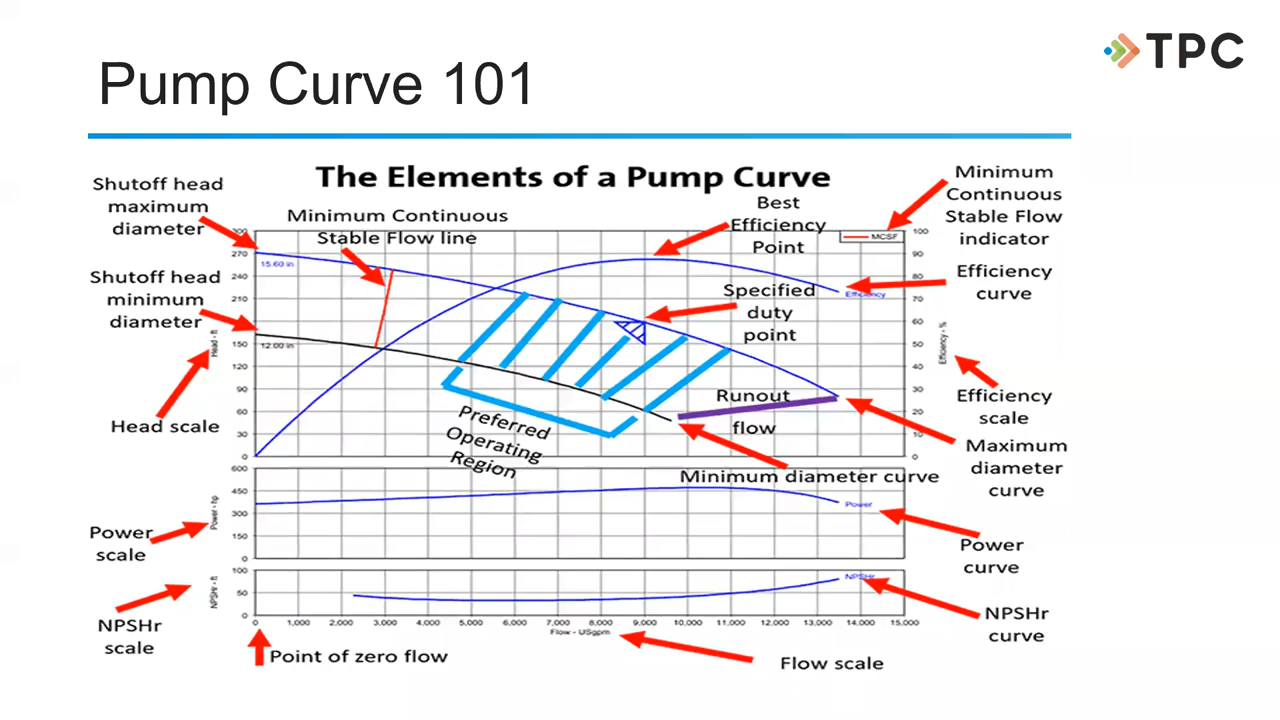 TPC
Pump Curve 101
The Elements of a Pump Curve
Shutoff head
maximum
diameter
Minimum Continuous
Stable Flow line
Best
Efficiency
Point
Minimum
Continuous
Stable Flow
indicator
MCSF
Shutoff head
minimum
diameter
Efficiency
curve
Specified
duty
point
Efficiency
15.60 in
12.00 in
300
270
240
210
180
150
120
90
60
30
0
Head - ft
100
90
80
70
60
50
40
30
20
10
0
Efficiency - %
Head scale
Efficiency
scale
Preferred
Operating
Region
Runout
flow
Minimum diameter curve
Maximum
diameter
curve
600
450
300
150
0
Power - hp
Power
Power
scale
Power
curve
100
50
0
NPSHr - ft
NPSHr
NPSHr
scale
NPSHr
curve
0 1,000 2,000 3,000 4,000 5,000 6,000 7,000 8,000 9,000 10,000 11,000 12,000 13,000 14,000 15,000
Flow - USgpm
Point of zero flow
Flow scale